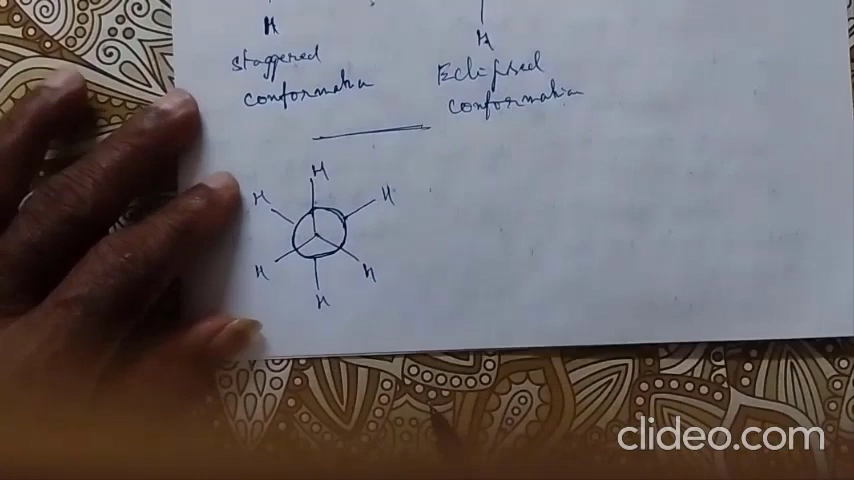 H
H
staggered
conformation
Eclipsed
conformation
H
H
H
H
H
H
clideo.com